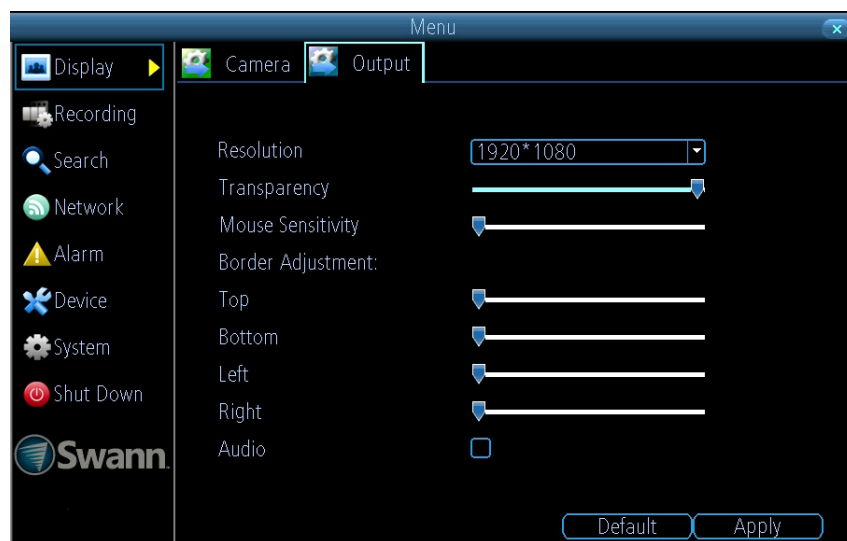 Menu
Display
Recording
Search
Network
Alarm
Device
System
Shut Down
Swann.
Camera
Output
Resolution
1920*1080
Transparency
Mouse Sensitivity
Border Adjustment:
Top
Bottom
Left
Right
Audio
Default
Apply